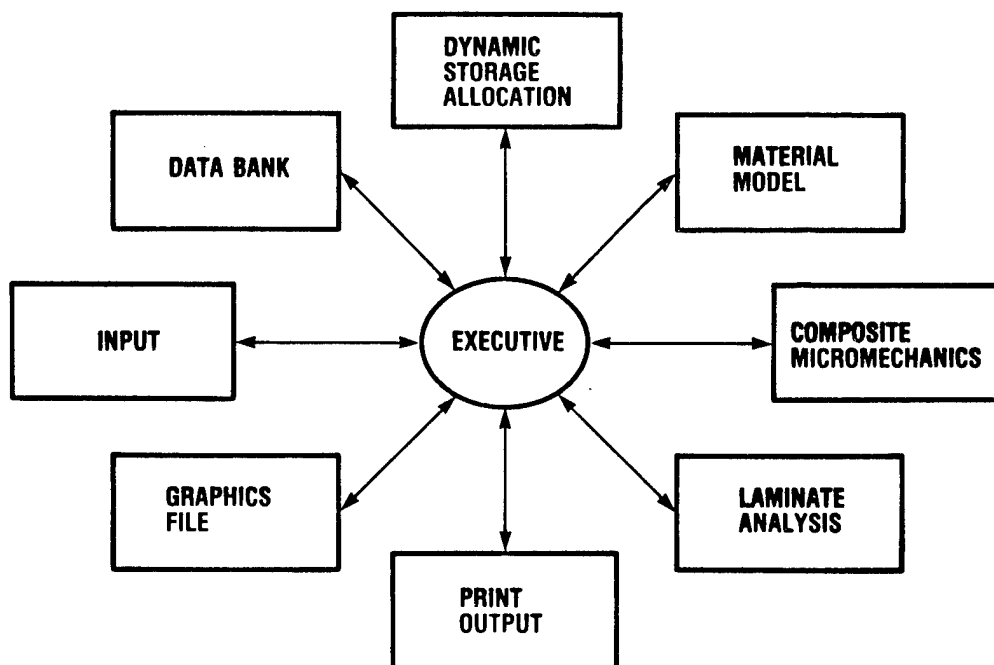 DYNAMIC
STORAGE
ALLOCATION
DATA BANK
MATERIAL
MODEL
INPUT
EXECUTIVE
COMPOSITE
MICROMECHANICS
GRAPHICS
FILE
LAMINATE
ANALYSIS
PRINT
OUTPUT